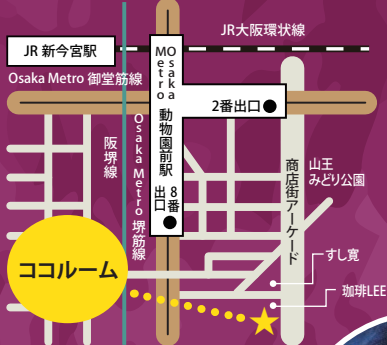 JR大阪環状線
JR 新今宮駅
Osaka Metro 御堂筋線
Osaka Metro 動物園前駅
2番出口
8番出口
阪堺線
Osaka Metro 堺筋線
商店街アーケード
山王
みどり公園
ココルーム
すし寛
珈琲LEE